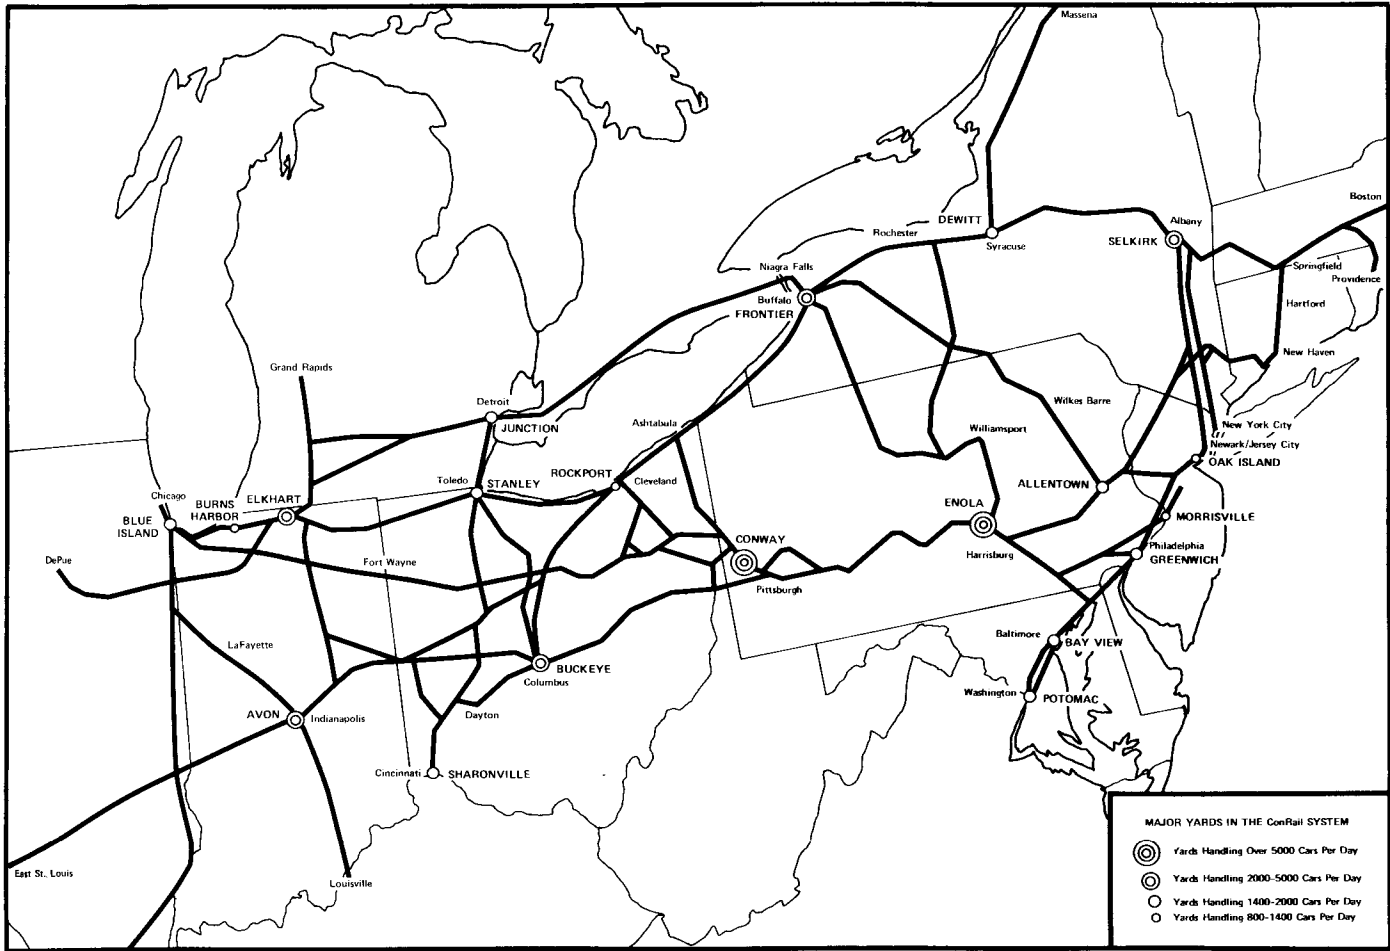 Massena
Boston
DEWITT
Albany
Rochester
SELKIRK
Syracuse
Niagra Falls
Springfield
Providence
Buffalo
Hartford
FRONTIER
New Haven
Grand Rapids
Detroit
Wilkes Barre
JUNCTION
Ashtabula
New York City
Williamsport
Newark/Jersey City
OAK ISLAND
ROCKPORT
Toledo
STANLEY
Cleveland
ALLENTOWN
Chicago
BURNS
HARBOR
ELKHART
ENOLA
BLUE
ISLAND
MORRISVILLE
CONWAY
Philadelphia
GREENWICH
Harrisburg
DePue
Fort Wayne
Pittsburgh
LaFayette
Baltimore
BAY VIEW
BUCKEYE
Columbus
Washington
POTOMAC
AVON
Indianapolis
Dayton
Cincinnati
SHARONVILLE
East St. Louis
Louisville
MAJOR YARDS IN THE ConRail SYSTEM
Yards Handling Over 5000 Cars Per Day
Yards Handling 2000-5000 Cars Per Day
Yards Handling 1400-2000 Cars Per Day
Yards Handling 800-1400 Cars Per Day